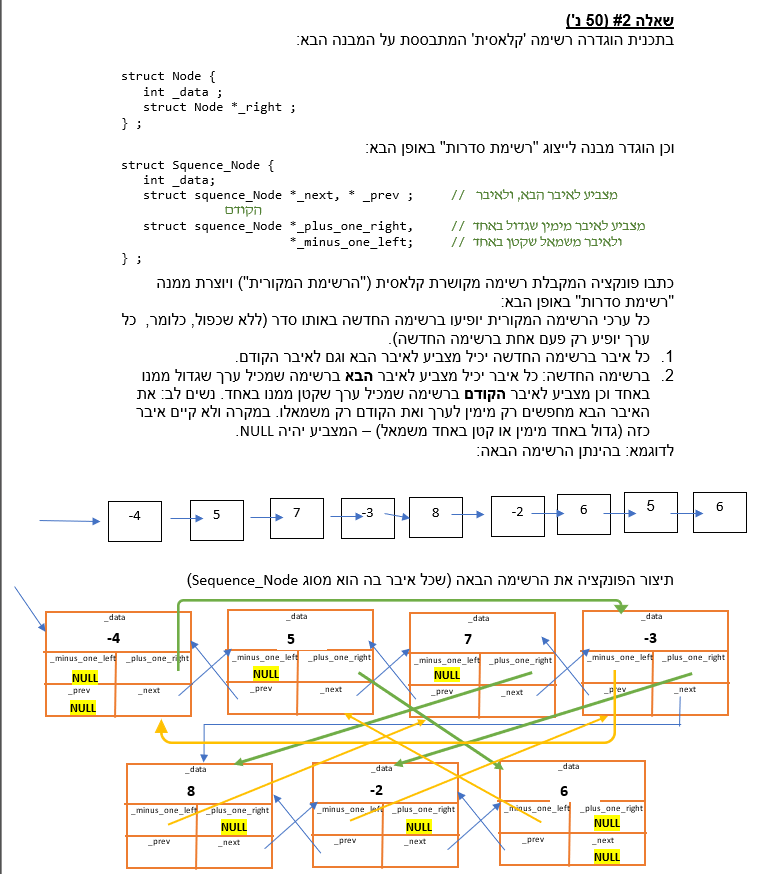 שאלה #2 (50 נ')
בתכנית הוגדרה רשימה 'קלאסית' המתבססת על המבנה הבא:
struct Node {
int _data ;
struct Node *_right ;
} ;
וכן הוגדר מבנה לייצוג "רשימת סדרות" באופן הבא:
struct Squence_Node {
int _data;
struct squence_Node *_next, * _prev ; // מצביע לאיבר הבא, ולאיבר
הקודם
struct squence_Node *_plus_one_right, // מצביע לאיבר מימין שגדול באחד
*_minus_one_left; // ולאיבר משמאל שקטן באחד
} ;
כתבו פונקציה המקבלת רשימה מקושרת קלאסית ("הרשימת המקורית") ויוצרת ממנה
"רשימת סדרות" באופן הבא:
כל ערכי הרשימה המקורית יופיעו ברשימה החדשה באותו סדר (ללא שכפול, כלומר, כל
ערך יופיע רק פעם אחת ברשימה החדשה).
1. כל איבר ברשימה החדשה יכיל מצביע לאיבר הבא וגם לאיבר הקודם.
2. ברשימה החדשה: כל איבר יכיל מצביע לאיבר הבא ברשימה שמכיל ערך שגדול ממנו
באחד וכן מצביע לאיבר הקודם ברשימה שמכיל ערך שקטן ממנו באחד. נשים לב: את
האיבר הבא מחפשים רק מימין לערך ואת הקודם רק משמאלו. במקרה ולא קיים איבר
כזה (גדול באחד מימין או קטן באחד משמאל) – המצביע יהיה NULL.
לדוגמא: בהינתן הרשימה הבאה:
-4 5 7 -3 8 -2 6 5 6
תיצור הפונקציה את הרשימה הבאה (שכל איבר בה הוא מסוג Sequence_Node)
_data _data _data _data
-4 5 7 -3
_minus_one_left _plus_one_right _minus_one_left _plus_one_right _minus_one_left _plus_one_right _minus_one_left _plus_one_right
NULL NULL NULL
_prev _next _prev _next _prev _next _prev _next
NULL
_data _data _data
8 -2 6
_minus_one_left _plus_one_right _minus_one_left _plus_one_right _minus_one_left _plus_one_right
NULL NULL NULL
_prev _next _prev _next _prev _next
NULL